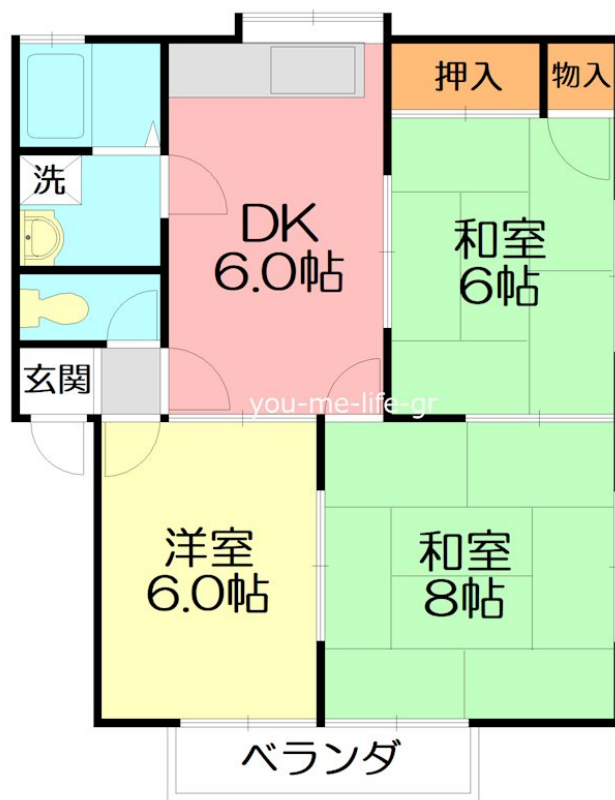 押入
物入
洗
DK
6.0帖
和室
6帖
玄関
you-me-life-gr
洋室
6.0帖
和室
8帖
ベランダ